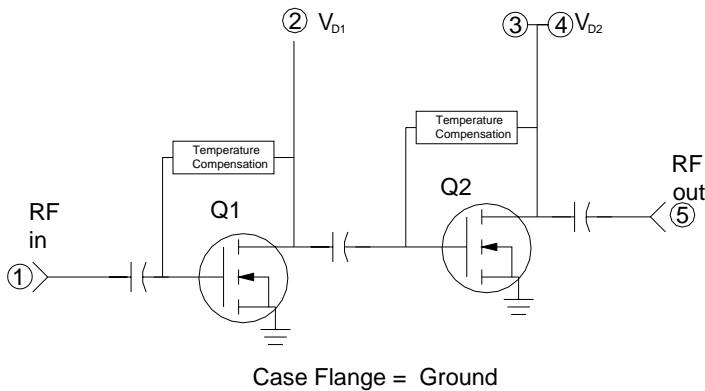 2 V_D1
3 4 V_D2
Temperature
Compensation
Temperature
Compensation
RF
in
Q1
Q2
RF
out
1
5
Case Flange = Ground